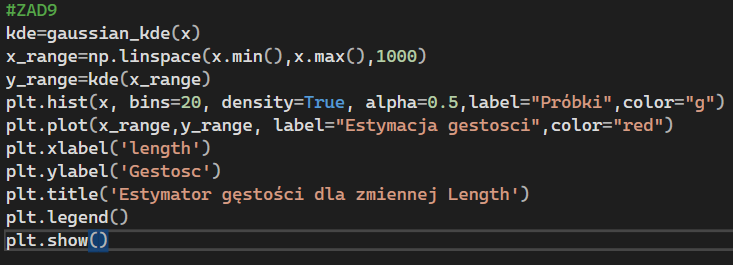 #ZAD9
kde=gaussian_kde(x)
x_range=np.linspace(x.min(),x.max(),1000)
y_range=kde(x_range)
plt.hist(x, bins=20, density=True, alpha=0.5,label="Próbki",color="g")
plt.plot(x_range,y_range, label="Estymacja gestosci",color="red")
plt.xlabel('length')
plt.ylabel('Gestosc')
plt.title('Estymator gęstości dla zmiennej Length')
plt.legend()
plt.show()